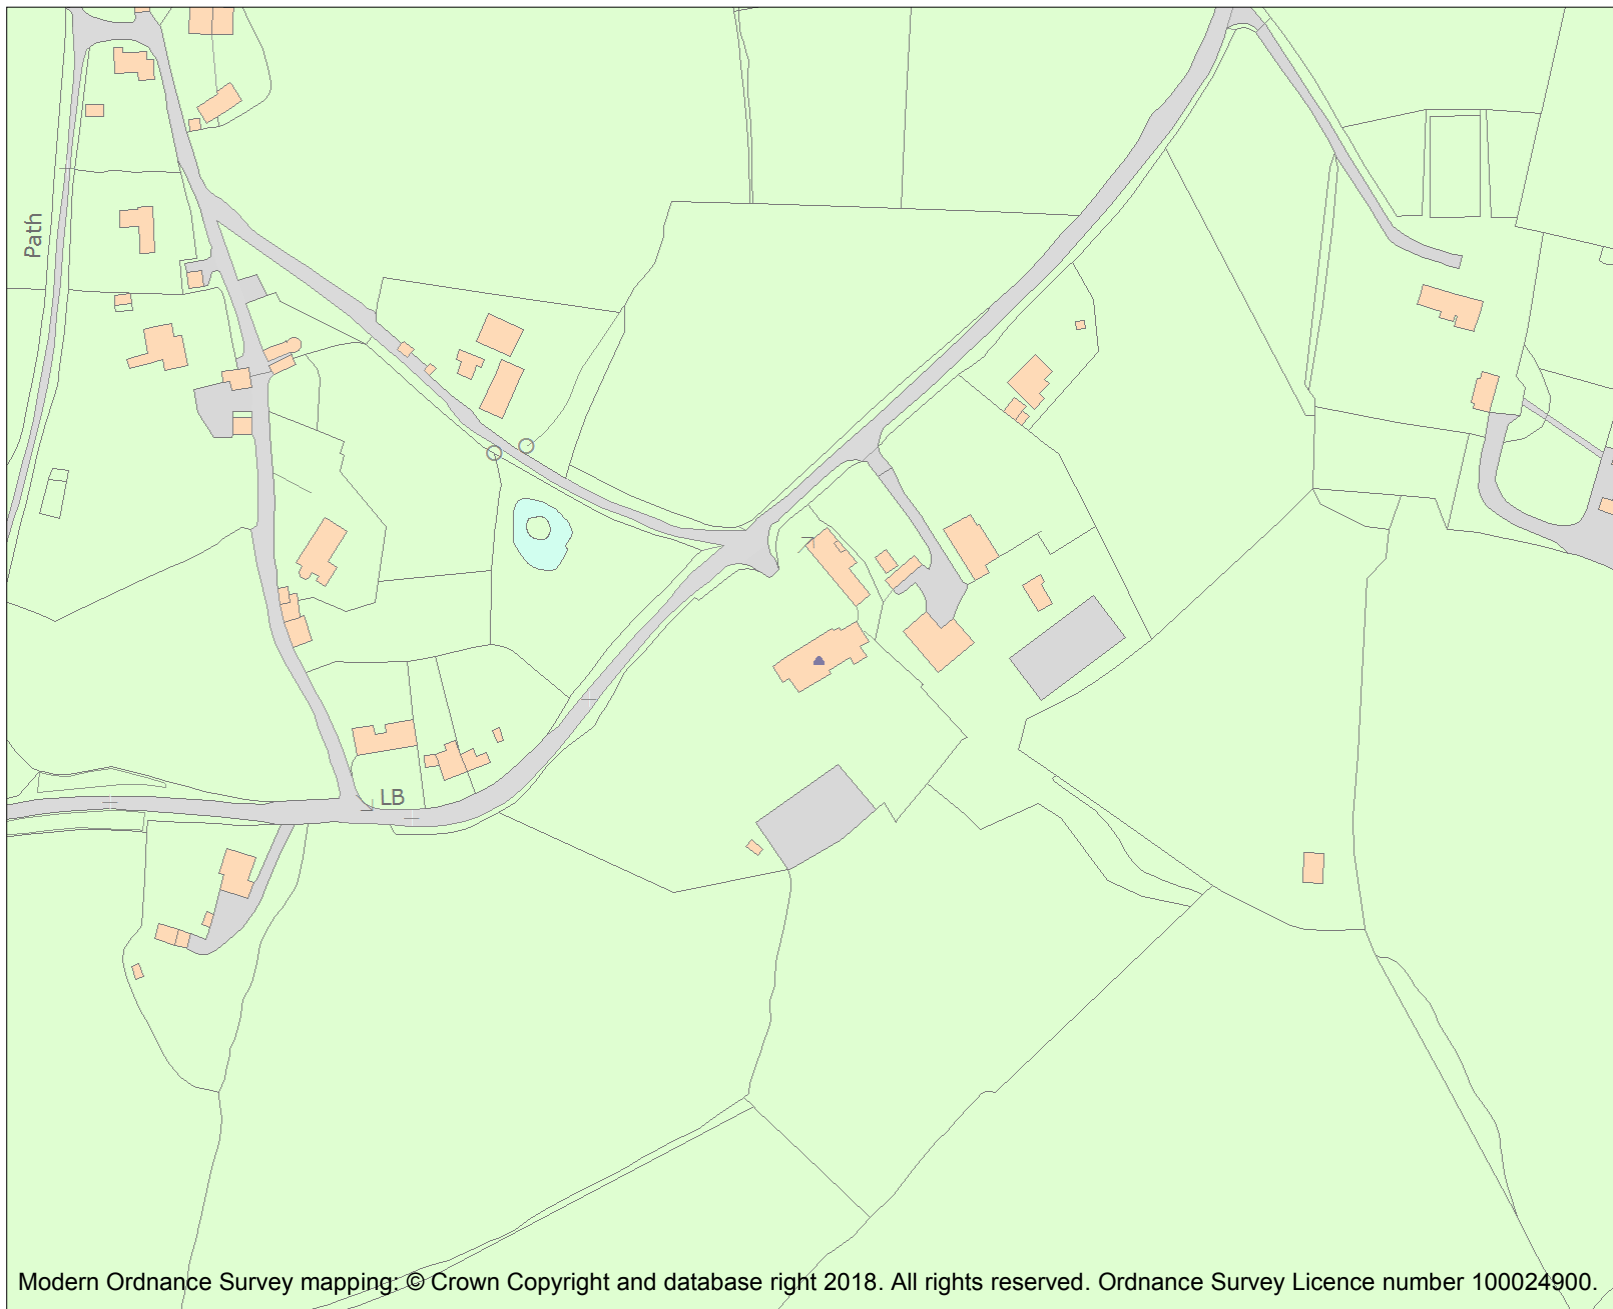 Path
LB
Modern Ordnance Survey mapping: © Crown Copyright and database right 2018. All rights reserved. Ordnance Survey Licence number 100024900.